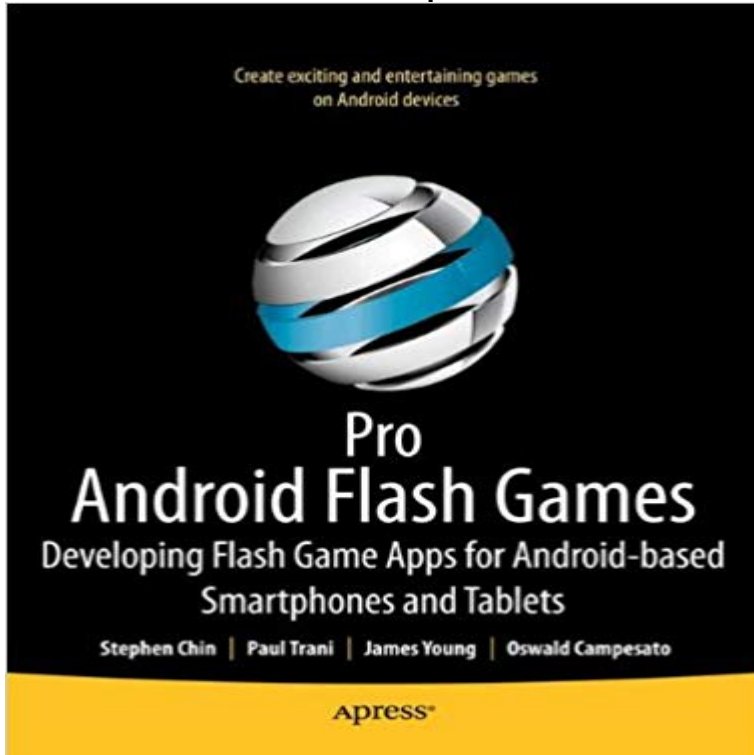 Create exciting and entertaining games
on Android devices
Pro
Android Flash Games
Developing Flash Game Apps for Android-based
Smartphones and Tablets
Stephen Chin | Paul Trani | James Young | Oswald Campesato
Apress®